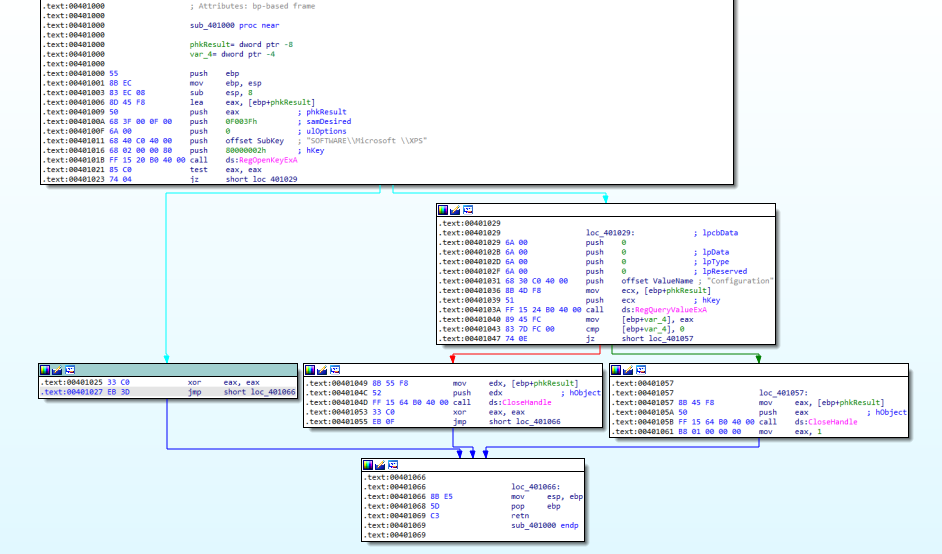 .text:00401000 ; Attributes: bp-based frame
.text:00401000
.text:00401000 sub_401000 proc near
.text:00401000
.text:00401000 phkResult= dword ptr -8
.text:00401000 var_4= dword ptr -4
.text:00401000
.text:00401000 55 push ebp
.text:00401001 8B EC mov ebp, esp
.text:00401003 83 EC 08 sub esp, 8
.text:00401006 8D 45 F8 lea eax, [ebp+phkResult]
.text:00401009 50 push eax ; phkResult
.text:0040100A 68 3F 00 0F 00 push 0F003Fh ; samDesired
.text:0040100F 6A 00 push 0 ; ulOptions
.text:00401011 68 40 C0 40 00 push offset SubKey ; "SOFTWARE\\Microsoft \\XPS"
.text:00401016 68 02 00 00 80 push 80000002h ; hKey
.text:0040101B FF 15 20 B0 40 00 call ds:RegOpenKeyExA
.text:00401021 85 C0 test eax, eax
.text:00401023 74 04 jz short loc_401029
.text:00401029
.text:00401029 loc_401029: ; lpcbData
.text:00401029 6A 00 push 0
.text:0040102B 6A 00 push 0 ; lpData
.text:0040102D 6A 00 push 0 ; lpType
.text:0040102F 6A 00 push 0 ; lpReserved
.text:00401031 68 30 C0 40 00 push offset ValueName ; "Configuration"
.text:00401036 8B 4D F8 mov ecx, [ebp+phkResult]
.text:00401039 51 push ecx ; hKey
.text:0040103A FF 15 24 B0 40 00 call ds:RegQueryValueExA
.text:00401040 89 45 FC mov [ebp+var_4], eax
.text:00401043 83 7D FC 00 cmp [ebp+var_4], 0
.text:00401047 74 0E jz short loc_401057
.text:00401025 33 C0 xor eax, eax
.text:00401027 EB 3D jmp short loc_401066
.text:00401049 8B 55 F8 mov edx, [ebp+phkResult]
.text:0040104C 52 push edx ; hObject
.text:0040104D FF 15 64 B0 40 00 call ds:CloseHandle
.text:00401053 33 C0 xor eax, eax
.text:00401055 EB 0F jmp short loc_401066
.text:00401057
.text:00401057 loc_401057:
.text:00401057 8B 45 F8 mov eax, [ebp+phkResult]
.text:0040105A 50 push eax ; hObject
.text:0040105B FF 15 64 B0 40 00 call ds:CloseHandle
.text:00401061 B8 01 00 00 00 mov eax, 1
.text:00401066
.text:00401066 loc_401066:
.text:00401066 8B E5 mov esp, ebp
.text:00401068 5D pop ebp
.text:00401069 C3 retn
.text:00401069 sub_401000 endp
.text:00401069